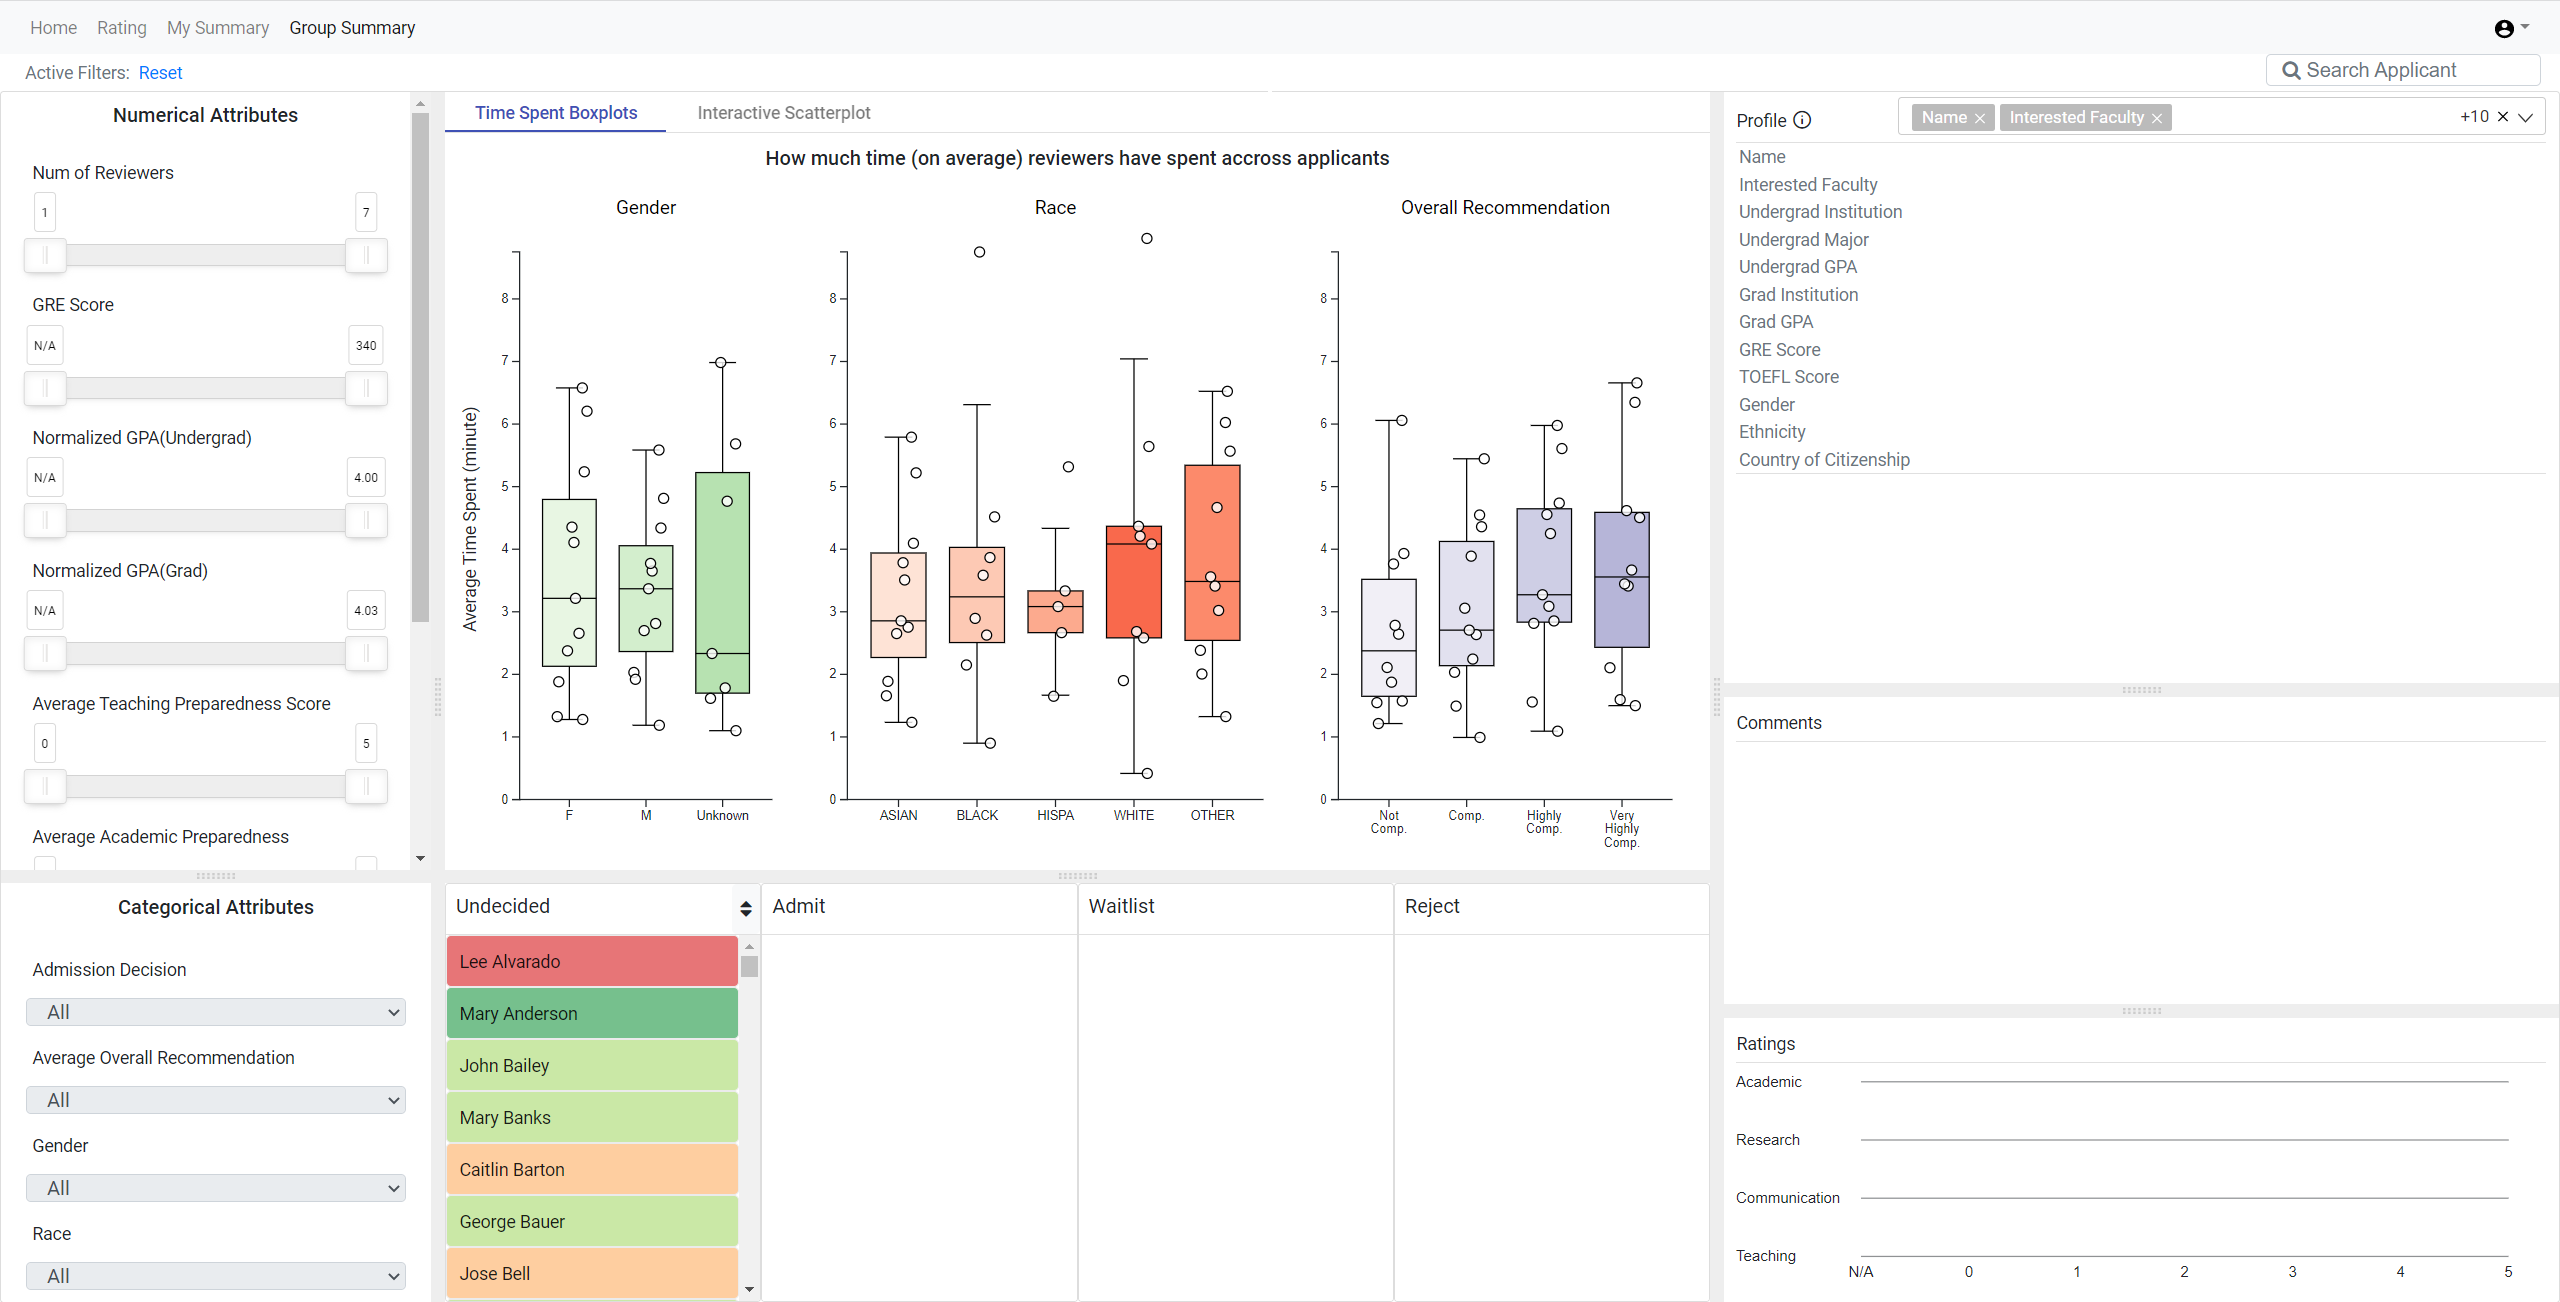 Home Rating My Summary Group Summary
Active Filters: Reset
Search Applicant
Numerical Attributes
Num of Reviewers
1 7
GRE Score
N/A 340
Normalized GPA(Undergrad)
N/A 4.00
Normalized GPA(Grad)
N/A 4.03
Average Teaching Preparedness Score
0 5
Average Academic Preparedness
Categorical Attributes
Admission Decision
All
Average Overall Recommendation
All
Gender
All
Race
All
Time Spent Boxplots Interactive Scatterplot
How much time (on average) reviewers have spent accross applicants
Average Time Spent (minute)
Gender
8
7
6
5
4
3
2
1
0
F M Unknown
Race
8
7
6
5
4
3
2
1
0
ASIAN BLACK HISPA WHITE OTHER
Overall Recommendation
8
7
6
5
4
3
2
1
0
Not Comp. Highly Very
Comp. Comp. Highly
Comp.
Undecided Admit Waitlist Reject
Lee Alvarado
Mary Anderson
John Bailey
Mary Banks
Caitlin Barton
George Bauer
Jose Bell
Profile Name × Interested Faculty × +10 ×
Name
Interested Faculty
Undergrad Institution
Undergrad Major
Undergrad GPA
Grad Institution
Grad GPA
GRE Score
TOEFL Score
Gender
Ethnicity
Country of Citizenship
Comments
Ratings
Academic
Research
Communication
Teaching
N/A 0 1 2 3 4 5